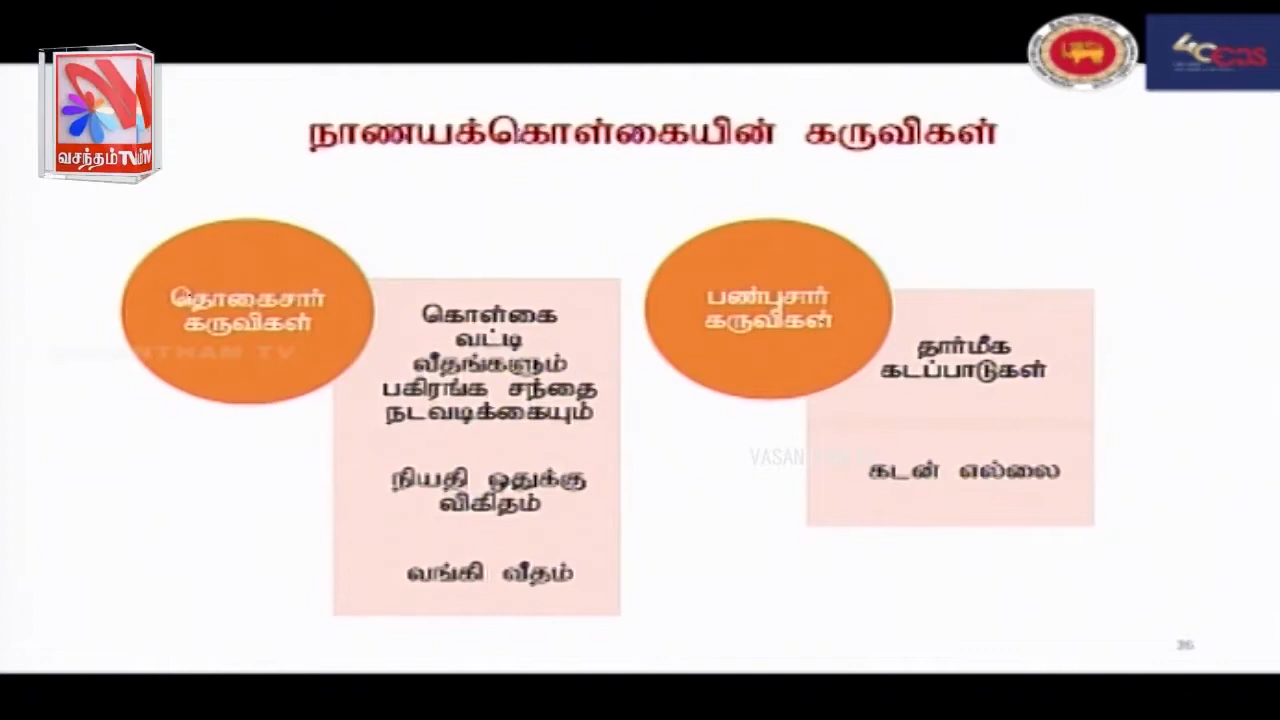 வசந்தம்TV
நாணயக்கொள்கையின் கருவிகள்
தொகைசார்
கருவிகள்
கொள்கை
வட்டி
வீதங்களும்
பகிரங்க சந்தை
நடவடிக்கையும்
நியதி ஒதுக்கு
விகிதம்
வங்கி வீதம்
பண்புசார்
கருவிகள்
தார்மீக
கடப்பாடுகள்
கடன் எல்லை
36